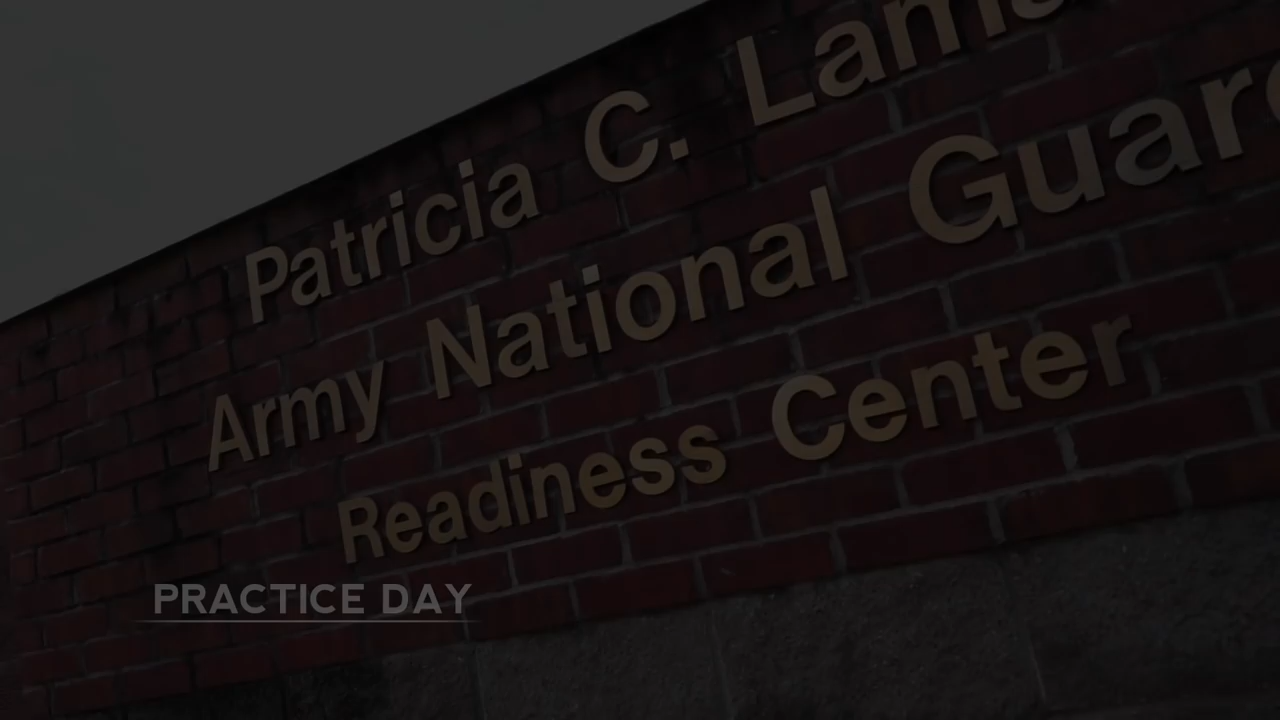 Patricia C.
Army National
Readiness Center
PRACTICE DAY